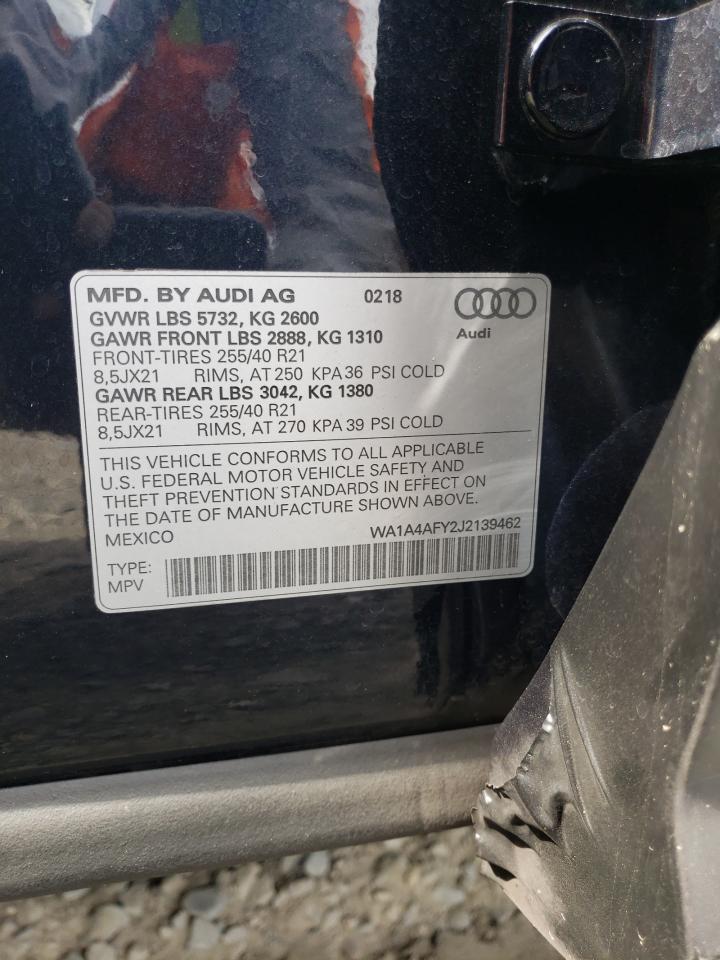 MFD. BY AUDI AG 0218
GVWR LBS 5732, KG 2600
GAWR FRONT LBS 2888, KG 1310
Audi
FRONT-TIRES 255/40 R21
8,5JX21 RIMS, AT 250 KPA 36 PSI COLD
GAWR REAR LBS 3042, KG 1380
REAR-TIRES 255/40 R21
8,5JX21 RIMS, AT 270 KPA 39 PSI COLD
THIS VEHICLE CONFORMS TO ALL APPLICABLE
U.S. FEDERAL MOTOR VEHICLE SAFETY AND
THEFT PREVENTION STANDARDS IN EFFECT ON
THE DATE OF MANUFACTURE SHOWN ABOVE.
MEXICO WA1A4AFY2J2139462
TYPE:
MPV